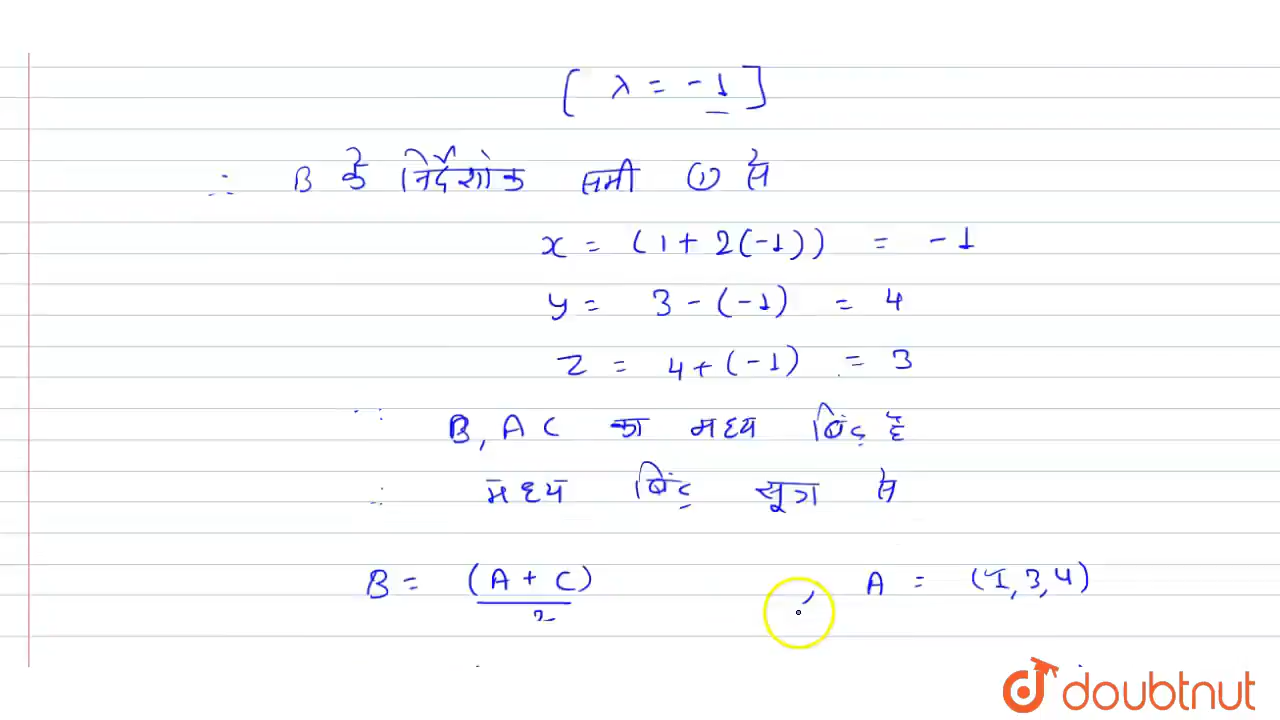 [ λ = - 1 ]
∴ B के निर्देशांक समी ① से
x = (1 + 2(-1)) = - 1
y = 3 - (-1) = 4
z = 4 + (-1) = 3
∵ B, A C का मध्य बिंदु है
∴ मध्य बिंदु सूत्र से
B = (A + C)/2 , A = (1, 3, 4)
doubtnut